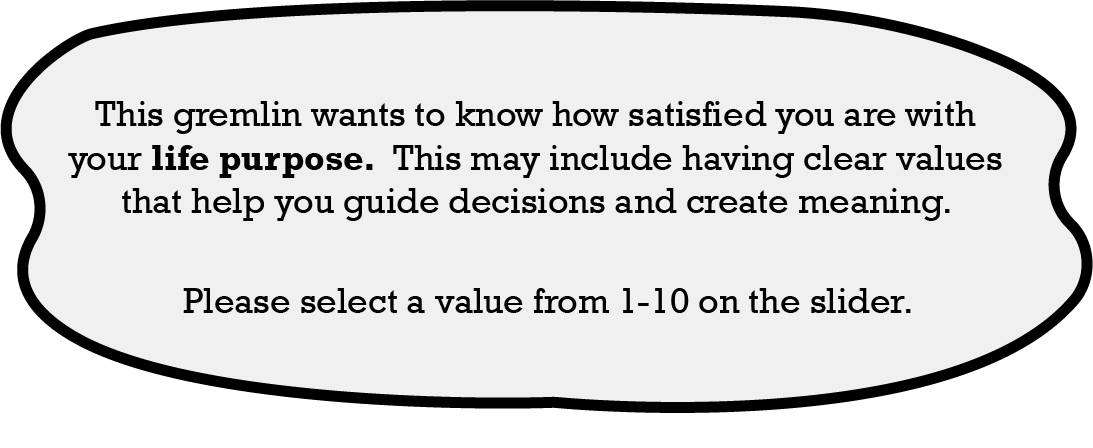 This gremlin wants to know how satisfied you are with
your life purpose. This may include having clear values
that help you guide decisions and create meaning.
Please select a value from 1-10 on the slider.